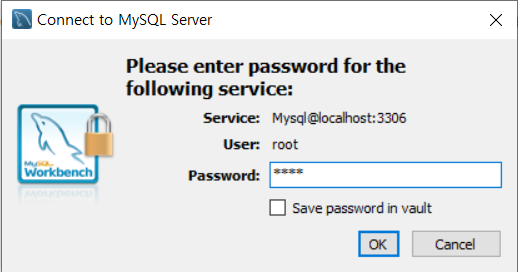 Connect to MySQL Server
Please enter password for the
following service:
Service: Mysql@localhost:3306
User: root
Password: ****
MySQL
Workbench
Save password in vault
OK Cancel